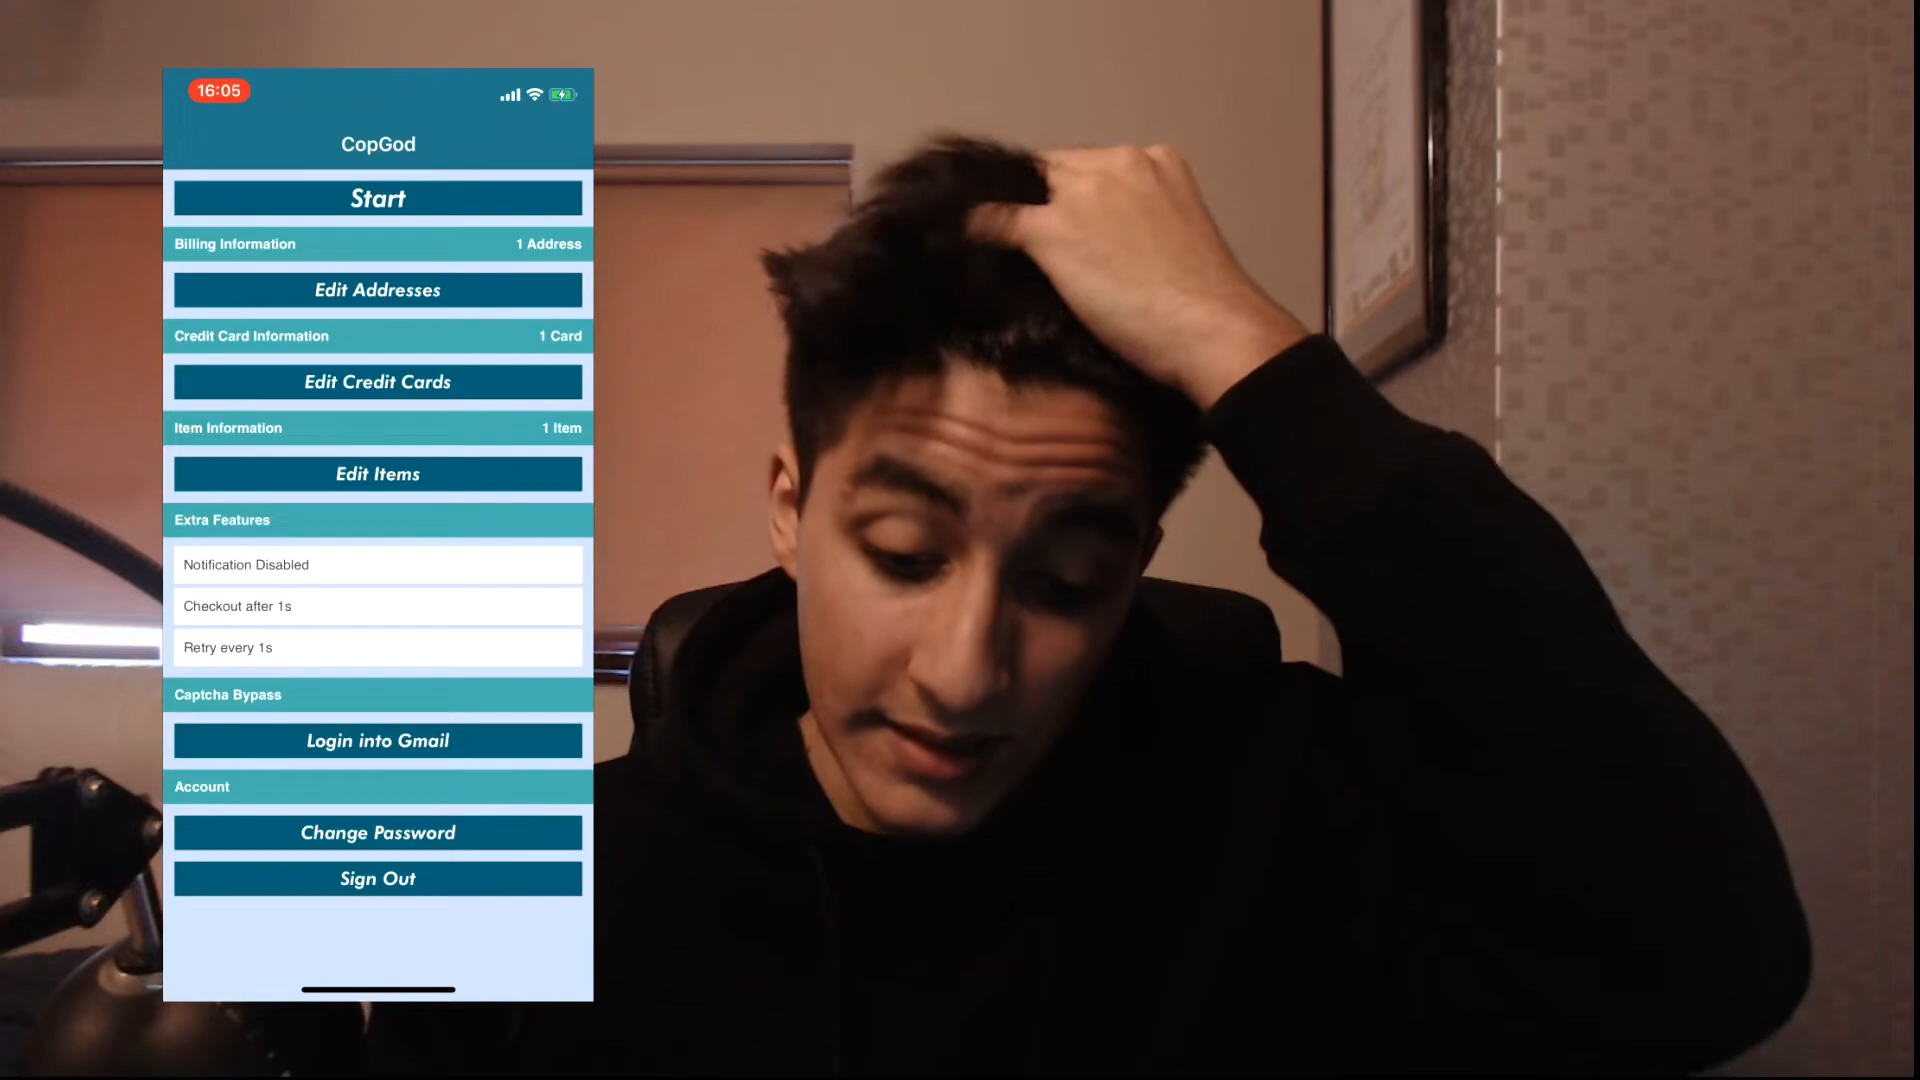 16:05
CopGod
Start
Billing Information 1 Address
Edit Addresses
Credit Card Information 1 Card
Edit Credit Cards
Item Information 1 Item
Edit Items
Extra Features
Notification Disabled
Checkout after 1s
Retry every 1s
Captcha Bypass
Login into Gmail
Account
Change Password
Sign Out